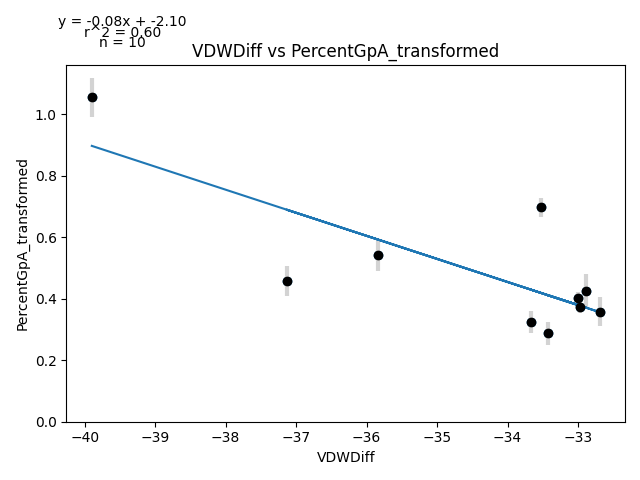 y = -0.08x + -2.10
r^2 = 0.60
n = 10
VDWDiff vs PercentGpA_transformed
PercentGpA_transformed
1.0
0.8
0.6
0.4
0.2
0.0
−40 −39 −38 −37 −36 −35 −34 −33
VDWDiff